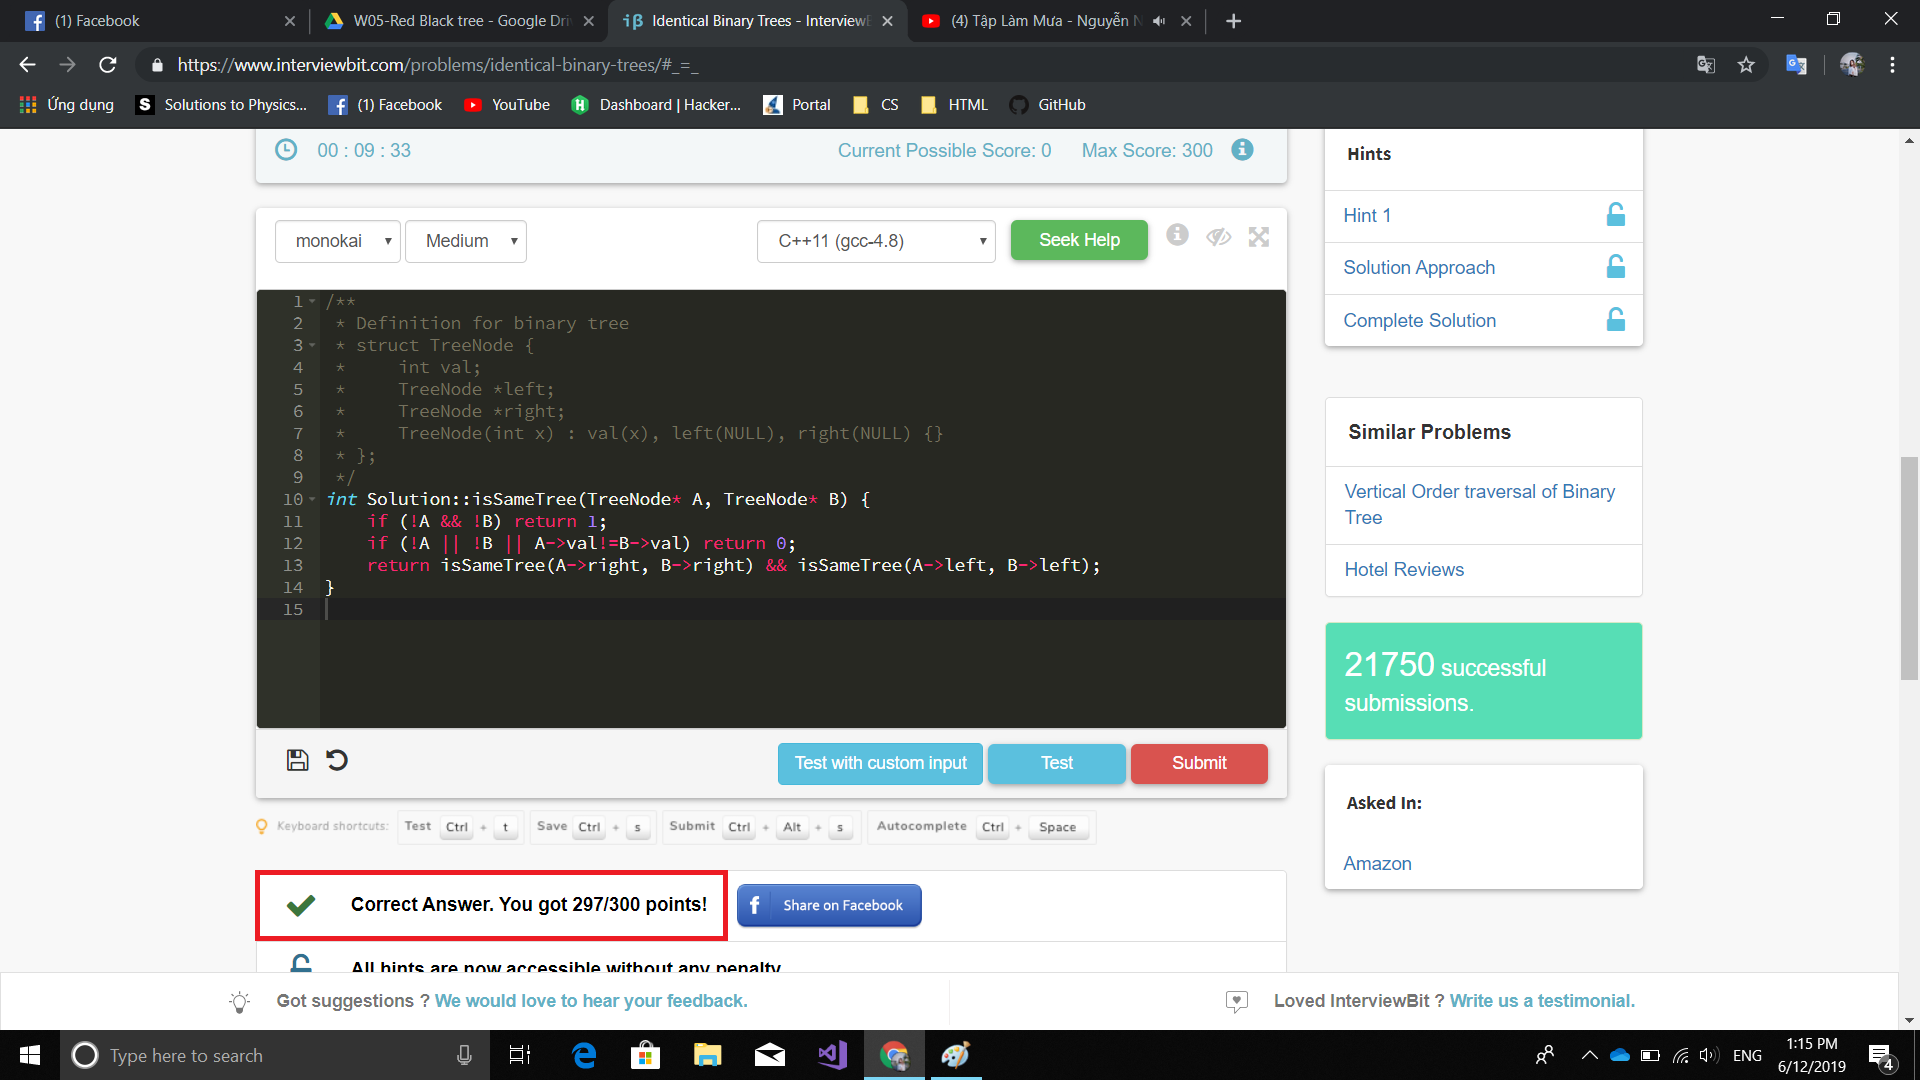 (1) Facebook
W05-Red Black tree - Google Dri
Identical Binary Trees - InterviewB
(4) Tập Làm Mưa - Nguyễn N
https://www.interviewbit.com/problems/identical-binary-trees/#_=_
Ứng dụng
Solutions to Physics...
(1) Facebook
YouTube
Dashboard | Hacker...
Portal
CS
HTML
GitHub
00 : 09 : 33
Current Possible Score: 0
Max Score: 300
monokai
Medium
C++11 (gcc-4.8)
Seek Help
1 /**
2  * Definition for binary tree
3  * struct TreeNode {
4  *     int val;
5  *     TreeNode *left;
6  *     TreeNode *right;
7  *     TreeNode(int x) : val(x), left(NULL), right(NULL) {}
8  * };
9  */
10 int Solution::isSameTree(TreeNode* A, TreeNode* B) {
11     if (!A && !B) return 1;
12     if (!A || !B || A->val!=B->val) return 0;
13     return isSameTree(A->right, B->right) && isSameTree(A->left, B->left);
14 }
15
Test with custom input
Test
Submit
Keyboard shortcuts: Test Ctrl + t Save Ctrl + s Submit Ctrl + Alt + s Autocomplete Ctrl + Space
Correct Answer. You got 297/300 points!
f Share on Facebook
All hints are now accessible without any penalty
Hints
Hint 1
Solution Approach
Complete Solution
Similar Problems
Vertical Order traversal of Binary
Tree
Hotel Reviews
21750 successful
submissions.
Asked In:
Amazon
Got suggestions ? We would love to hear your feedback.
Loved InterviewBit ? Write us a testimonial.
Type here to search
ENG
1:15 PM
6/12/2019
4